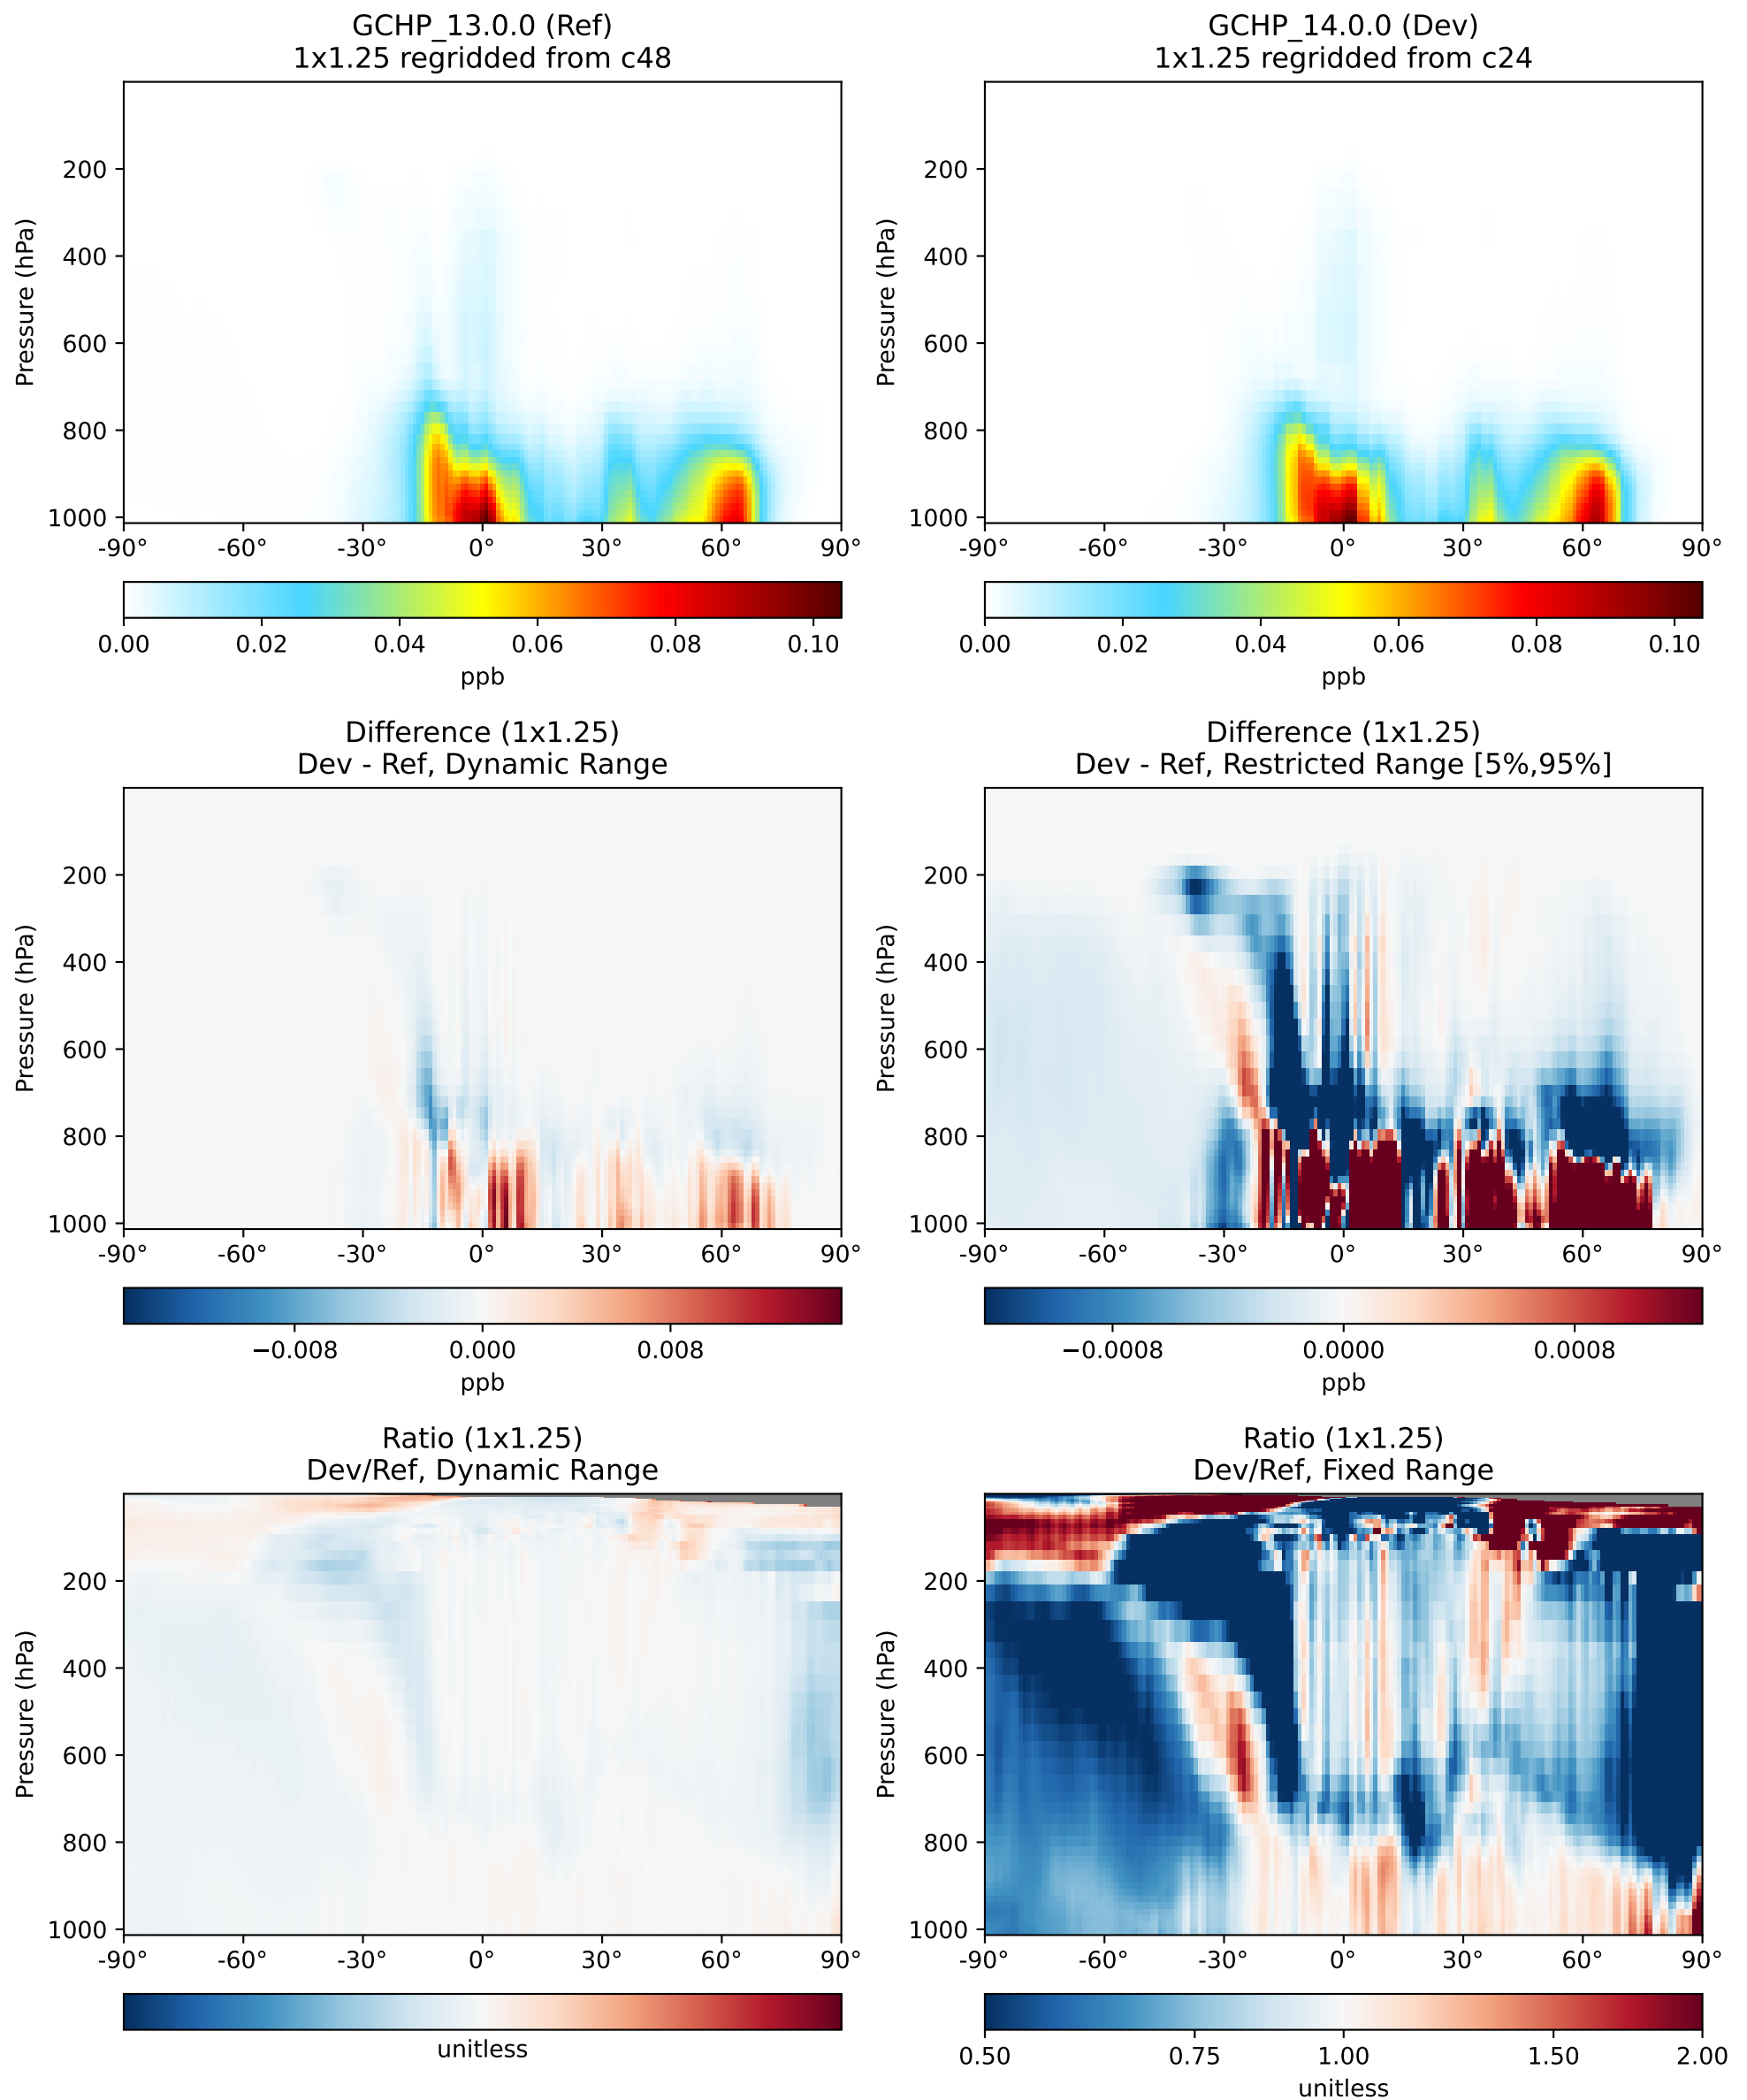 GCHP_13.0.0 (Ref)
1x1.25 regridded from c48
Pressure (hPa)
200
400
600
800
1000
-90° -60° -30° 0° 30° 60° 90°
0.00 0.02 0.04 0.06 0.08 0.10
ppb
GCHP_14.0.0 (Dev)
1x1.25 regridded from c24
Pressure (hPa)
200
400
600
800
1000
-90° -60° -30° 0° 30° 60° 90°
0.00 0.02 0.04 0.06 0.08 0.10
ppb
Difference (1x1.25)
Dev - Ref, Dynamic Range
Pressure (hPa)
200
400
600
800
1000
-90° -60° -30° 0° 30° 60° 90°
−0.008 0.000 0.008
ppb
Difference (1x1.25)
Dev - Ref, Restricted Range [5%,95%]
Pressure (hPa)
200
400
600
800
1000
-90° -60° -30° 0° 30° 60° 90°
−0.0008 0.0000 0.0008
ppb
Ratio (1x1.25)
Dev/Ref, Dynamic Range
Pressure (hPa)
200
400
600
800
1000
-90° -60° -30° 0° 30° 60° 90°
unitless
Ratio (1x1.25)
Dev/Ref, Fixed Range
Pressure (hPa)
200
400
600
800
1000
-90° -60° -30° 0° 30° 60° 90°
0.50 0.75 1.00 1.50 2.00
unitless